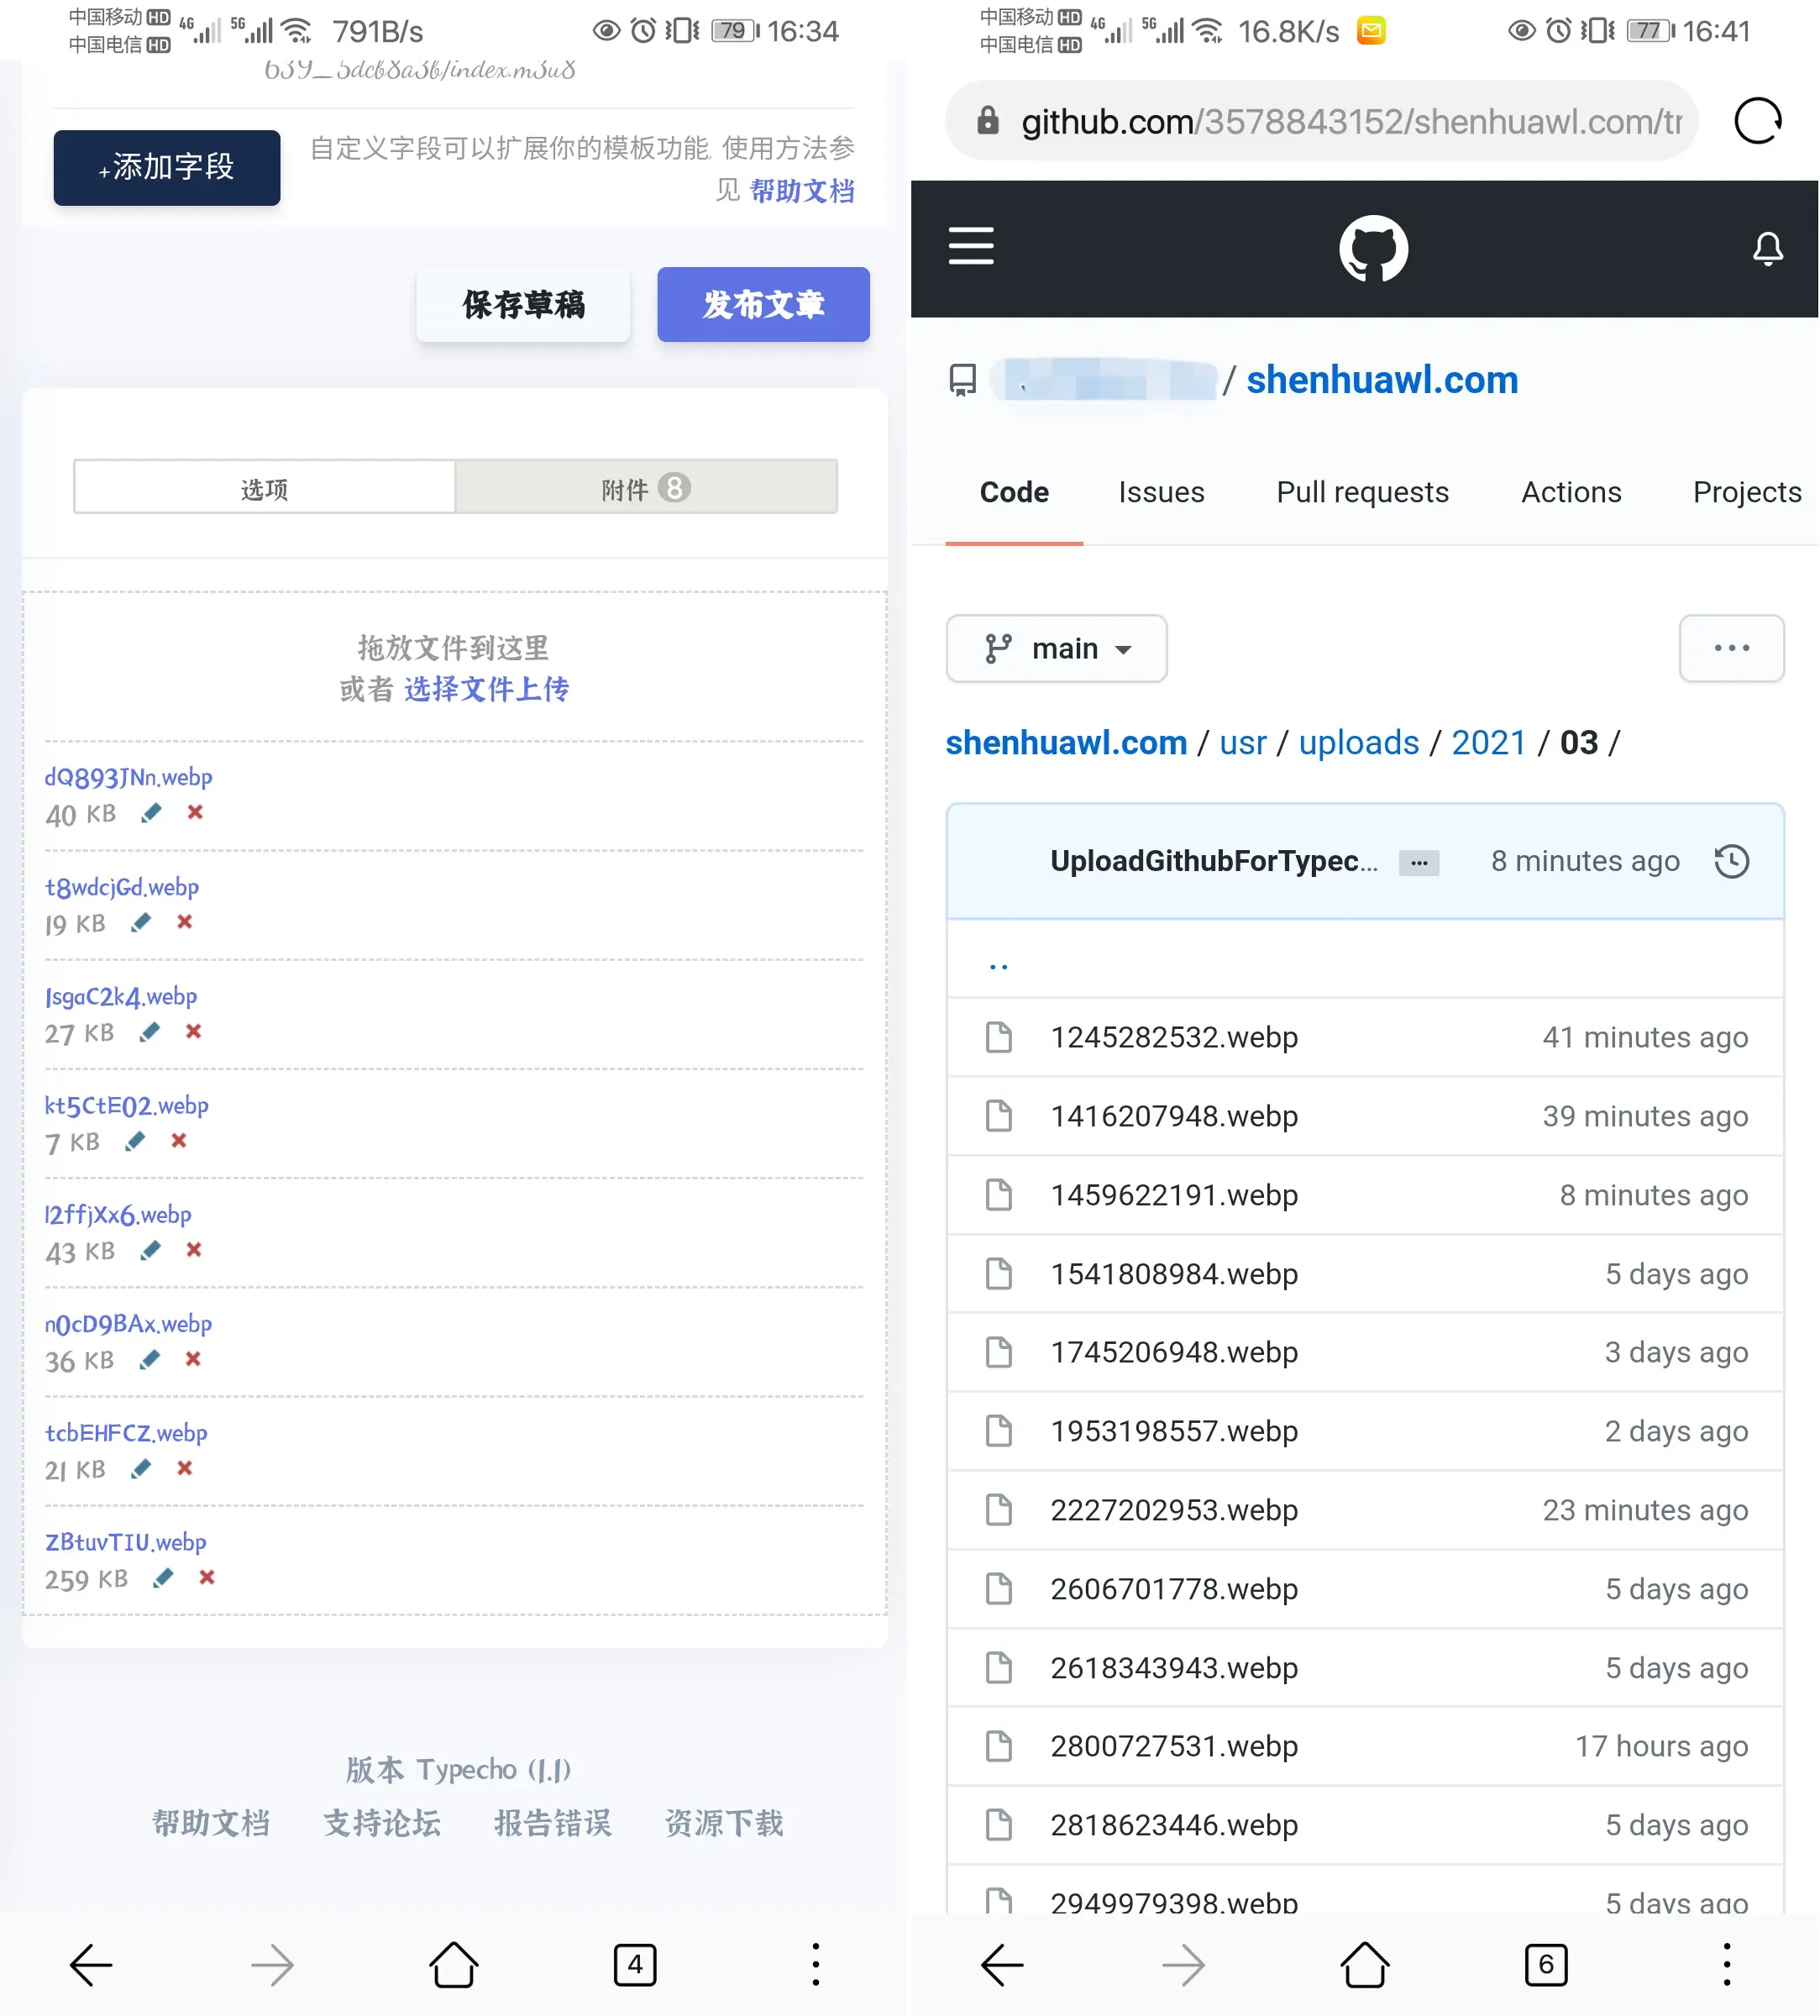 中国移动 HD 4G 5G 791B/s 79 16:34
中国电信 HD
639_5dcb8a3b/index.m3u8
+添加字段
自定义字段可以扩展你的模板功能, 使用方法参
见 帮助文档
保存草稿 发布文章
选项 附件 8
拖放文件到这里
或者 选择文件上传
dQ893JNn.webp
40 KB
t8wdcjGd.webp
19 KB
1sgaC2k4.webp
27 KB
kt5CtE02.webp
7 KB
l2ffjXx6.webp
43 KB
n0cD9BAx.webp
36 KB
tcbEHFCZ.webp
21 KB
ZBtuvTIU.webp
259 KB
版本 Typecho (1.1)
帮助文档 支持论坛 报告错误 资源下载
4
中国移动 HD 4G 5G 16.8K/s 77 16:41
中国电信 HD
github.com/3578843152/shenhuawl.com/tr
/ shenhuawl.com
Code Issues Pull requests Actions Projects
main
shenhuawl.com / usr / uploads / 2021 / 03 /
UploadGithubForTypec... 8 minutes ago
..
1245282532.webp 41 minutes ago
1416207948.webp 39 minutes ago
1459622191.webp 8 minutes ago
1541808984.webp 5 days ago
1745206948.webp 3 days ago
1953198557.webp 2 days ago
2227202953.webp 23 minutes ago
2606701778.webp 5 days ago
2618343943.webp 5 days ago
2800727531.webp 17 hours ago
2818623446.webp 5 days ago
2949979398.webp 5 days ago
6